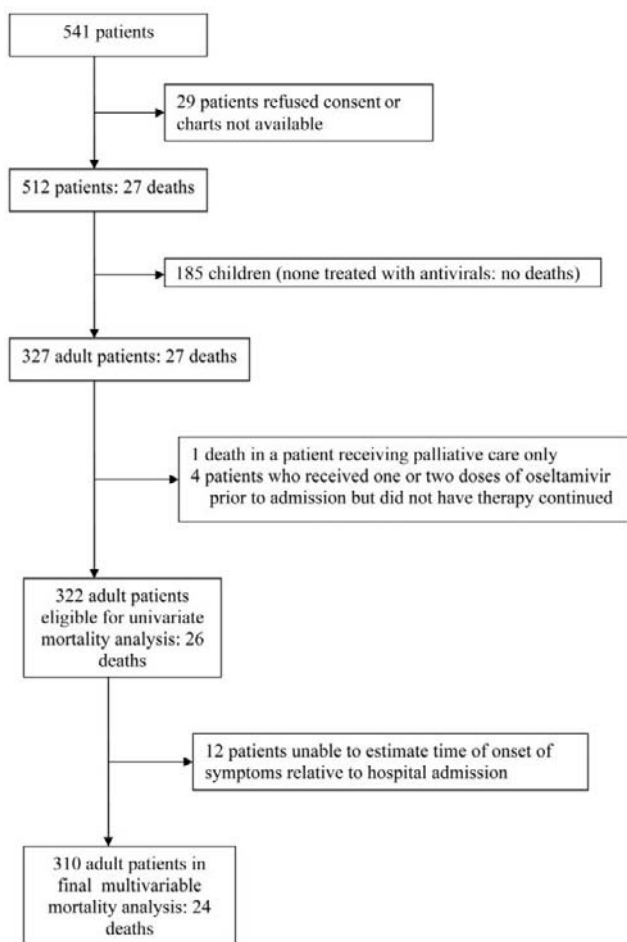 541 patients
29 patients refused consent or
charts not available
512 patients: 27 deaths
185 children (none treated with antivirals: no deaths)
327 adult patients: 27 deaths
1 death in a patient receiving palliative care only
4 patients who received one or two doses of oseltamivir
prior to admission but did not have therapy continued
322 adult patients
eligible for univariate
mortality analysis: 26
deaths
12 patients unable to estimate time of onset of
symptoms relative to hospital admission
310 adult patients in
final multivariable
mortality analysis: 24
deaths